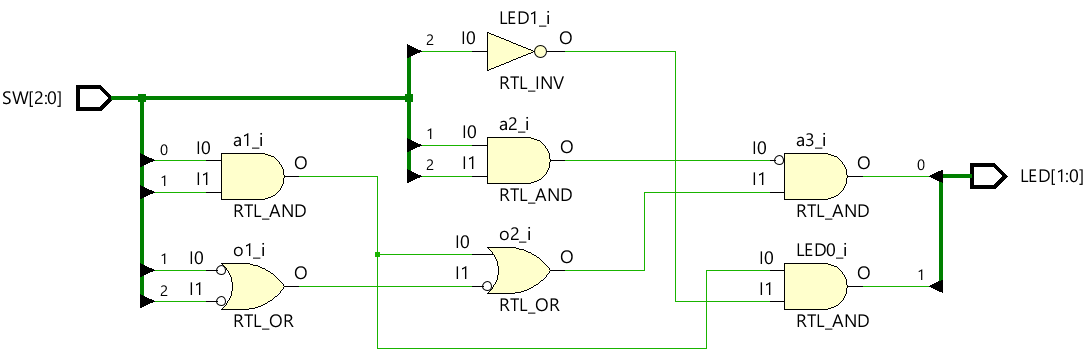 LED1_i
2 I0 O
RTL_INV
SW[2:0]
a1_i
0 I0 O
1 I1
RTL_AND
a2_i
1 I0 O
2 I1
RTL_AND
a3_i
I0 O 0
I1
RTL_AND
LED[1:0]
o1_i
1 I0 O
2 I1
RTL_OR
o2_i
I0 O
I1
RTL_OR
LED0_i
I0 O 1
I1
RTL_AND